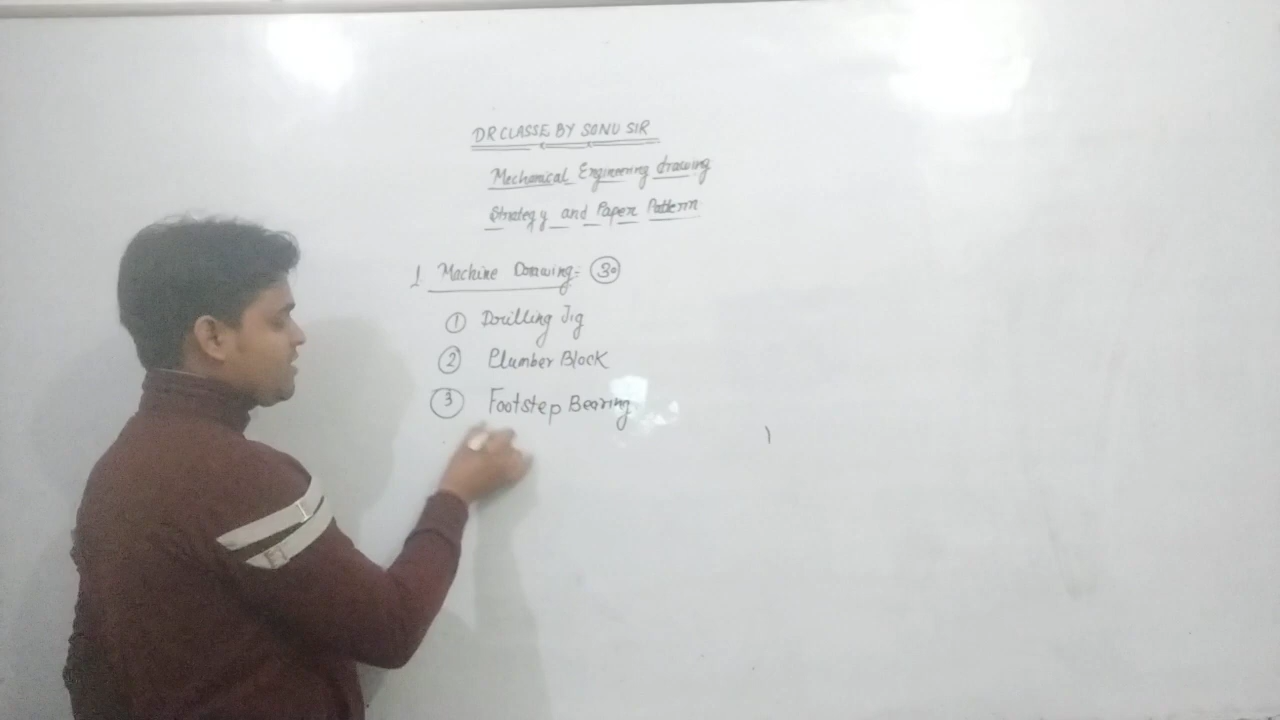 DR CLASSE BY SONU SIR
Mechanical Engineering drawing
Strategy and Paper Pattern
1 Machine Drawing: 30
1 Drilling Jig
2 Plumber Block
3 Footstep Bearing